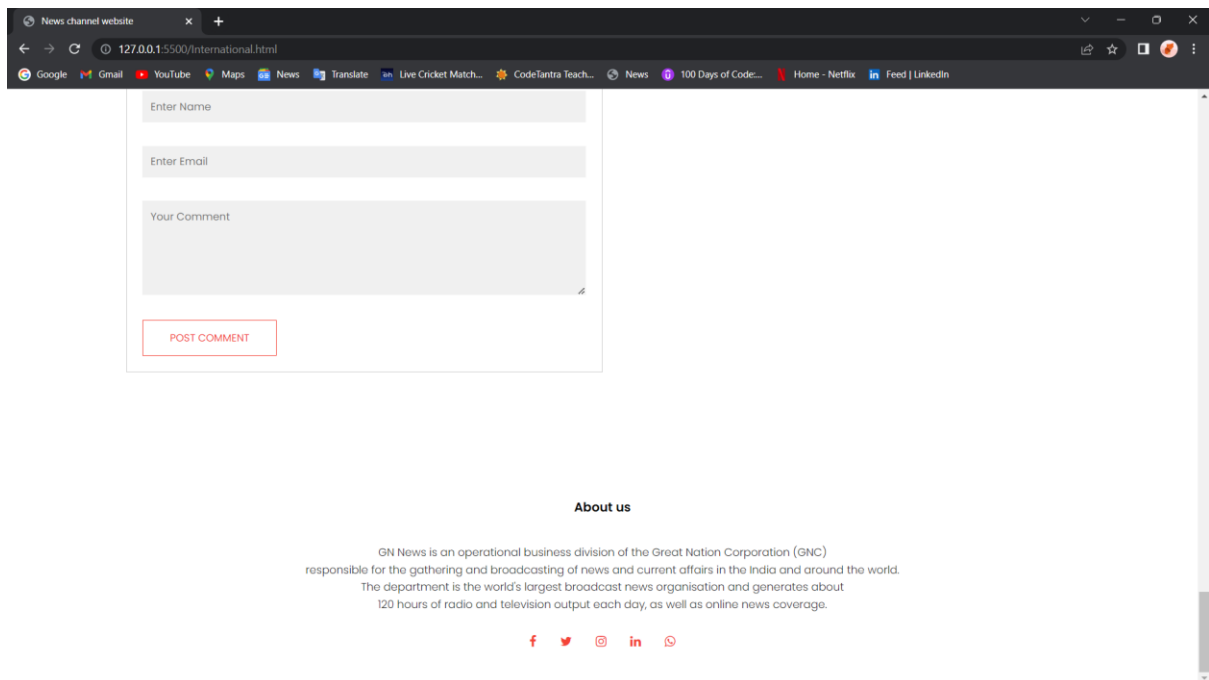 News channel website
127.0.0.1:5500/International.html
Google Gmail YouTube Maps News Translate Live Cricket Match... CodeTantra Teach... News 100 Days of Code:... Home - Netflix Feed | LinkedIn
Enter Name
Enter Email
Your Comment
POST COMMENT
About us
GN News is an operational business division of the Great Nation Corporation (GNC)
responsible for the gathering and broadcasting of news and current affairs in the India and around the world.
The department is the world's largest broadcast news organisation and generates about
120 hours of radio and television output each day, as well as online news coverage.